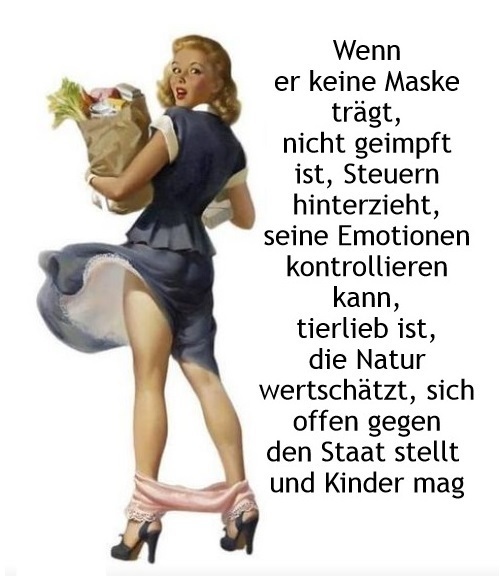 Wenn
er keine Maske
trägt,
nicht geimpft
ist, Steuern
hinterzieht,
seine Emotionen
kontrollieren
kann,
tierlieb ist,
die Natur
wertschätzt, sich
offen gegen
den Staat stellt
und Kinder mag